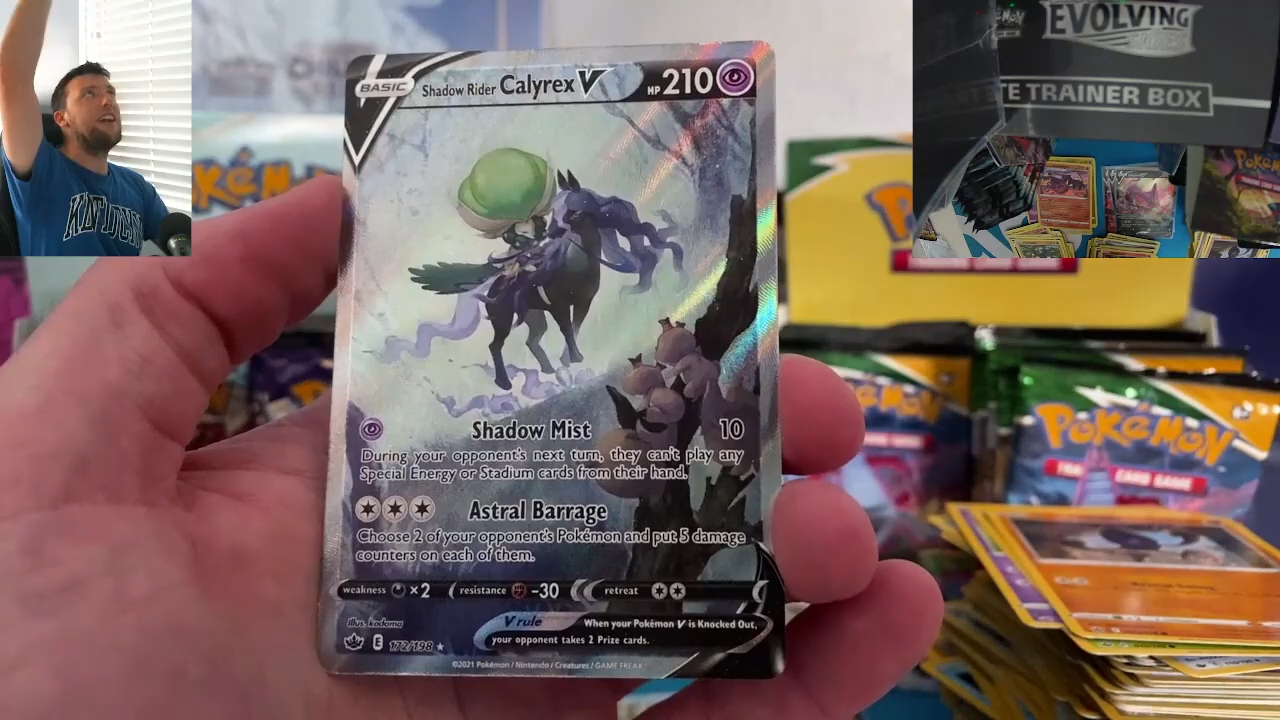 BASIC
Shadow Rider Calyrex V
HP 210
Shadow Mist 10
During your opponent's next turn, they can't play any
Special Energy or Stadium cards from their hand.
Astral Barrage
Choose 2 of your opponent's Pokémon and put 5 damage
counters on each of them.
weakness ×2 resistance -30 retreat
Illus. kodama
V rule When your Pokémon V is Knocked Out,
your opponent takes 2 Prize cards.
E 172/198
©2021 Pokémon / Nintendo / Creatures / GAME FREAK
EVOLVING
TE TRAINER BOX
Pokémon
POKÉMON
CARD GAME